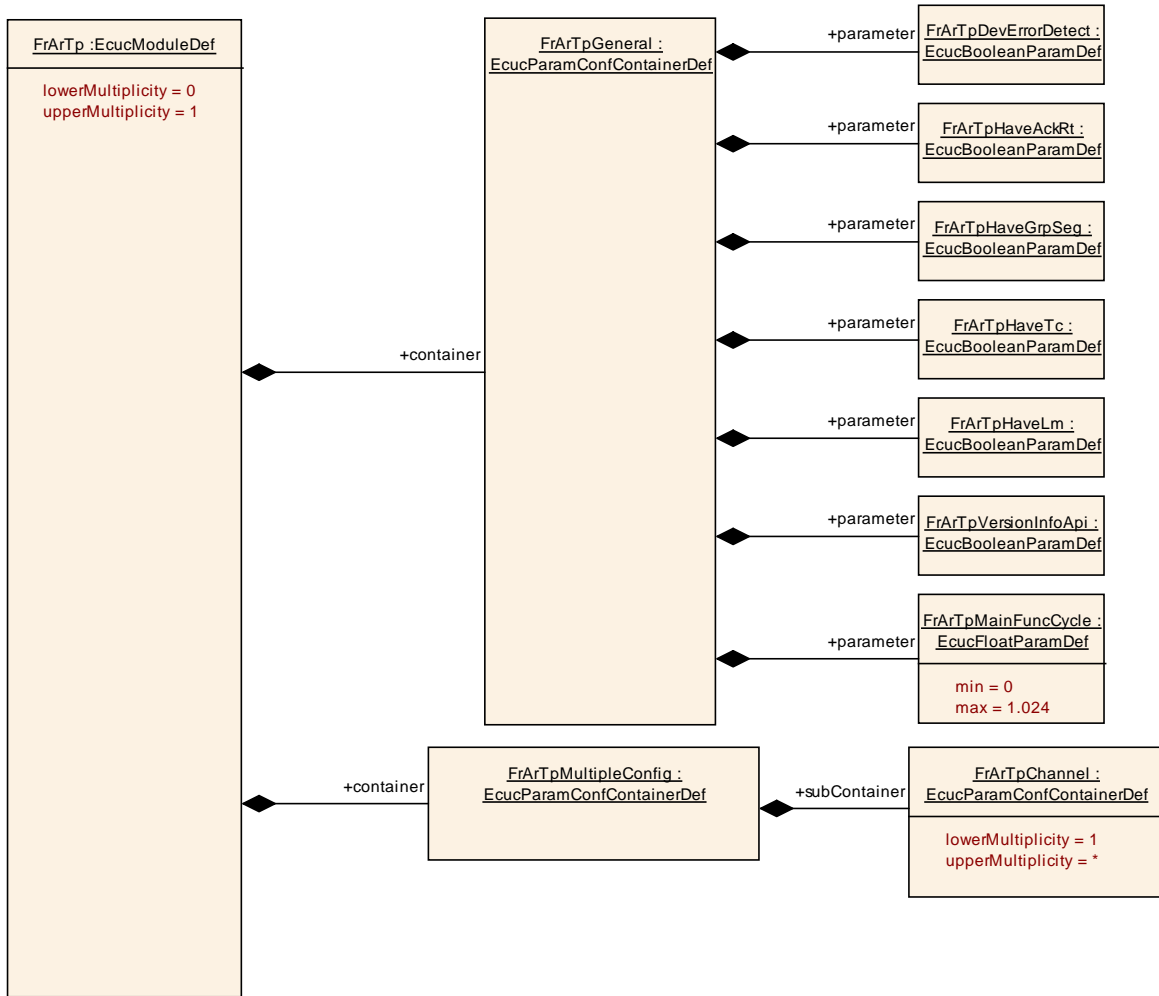 FrArTp :EcucModuleDef
lowerMultiplicity = 0
upperMultiplicity = 1
+container
FrArTpGeneral :
EcucParamConfContainerDef
+parameter
FrArTpDevErrorDetect :
EcucBooleanParamDef
+parameter
FrArTpHaveAckRt :
EcucBooleanParamDef
+parameter
FrArTpHaveGrpSeg :
EcucBooleanParamDef
+parameter
FrArTpHaveTc :
EcucBooleanParamDef
+parameter
FrArTpHaveLm :
EcucBooleanParamDef
+parameter
FrArTpVersionInfoApi :
EcucBooleanParamDef
+parameter
FrArTpMainFuncCycle :
EcucFloatParamDef
min = 0
max = 1.024
+container
FrArTpMultipleConfig :
EcucParamConfContainerDef
+subContainer
FrArTpChannel :
EcucParamConfContainerDef
lowerMultiplicity = 1
upperMultiplicity = *